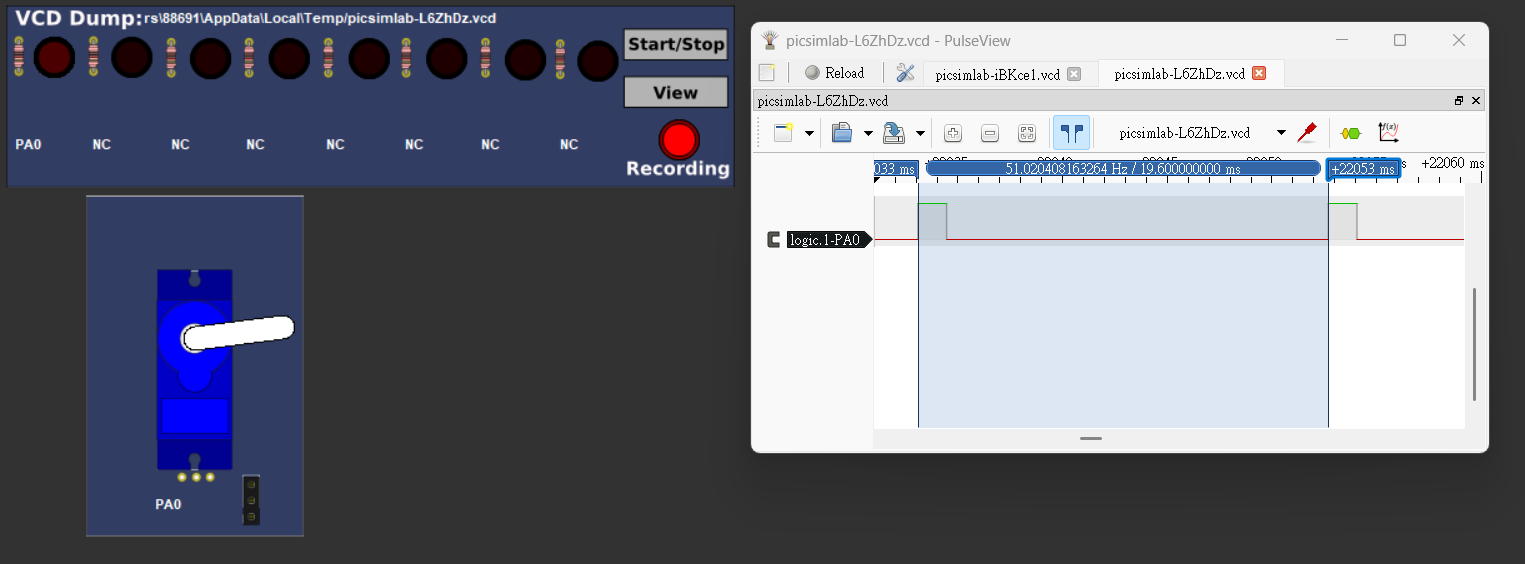 VCD Dump:rs\88691\AppData\Local\Temp/picsimlab-L6ZhDz.vcd
Start/Stop
View
PA0 NC NC NC NC NC NC NC
Recording
PA0
picsimlab-L6ZhDz.vcd - PulseView
Reload
picsimlab-iBKce1.vcd
picsimlab-L6ZhDz.vcd
picsimlab-L6ZhDz.vcd
picsimlab-L6ZhDz.vcd
f(x)
033 ms
51.020408163264 Hz / 19.600000000 ms
+22053 ms
+22060 ms
logic.1-PA0